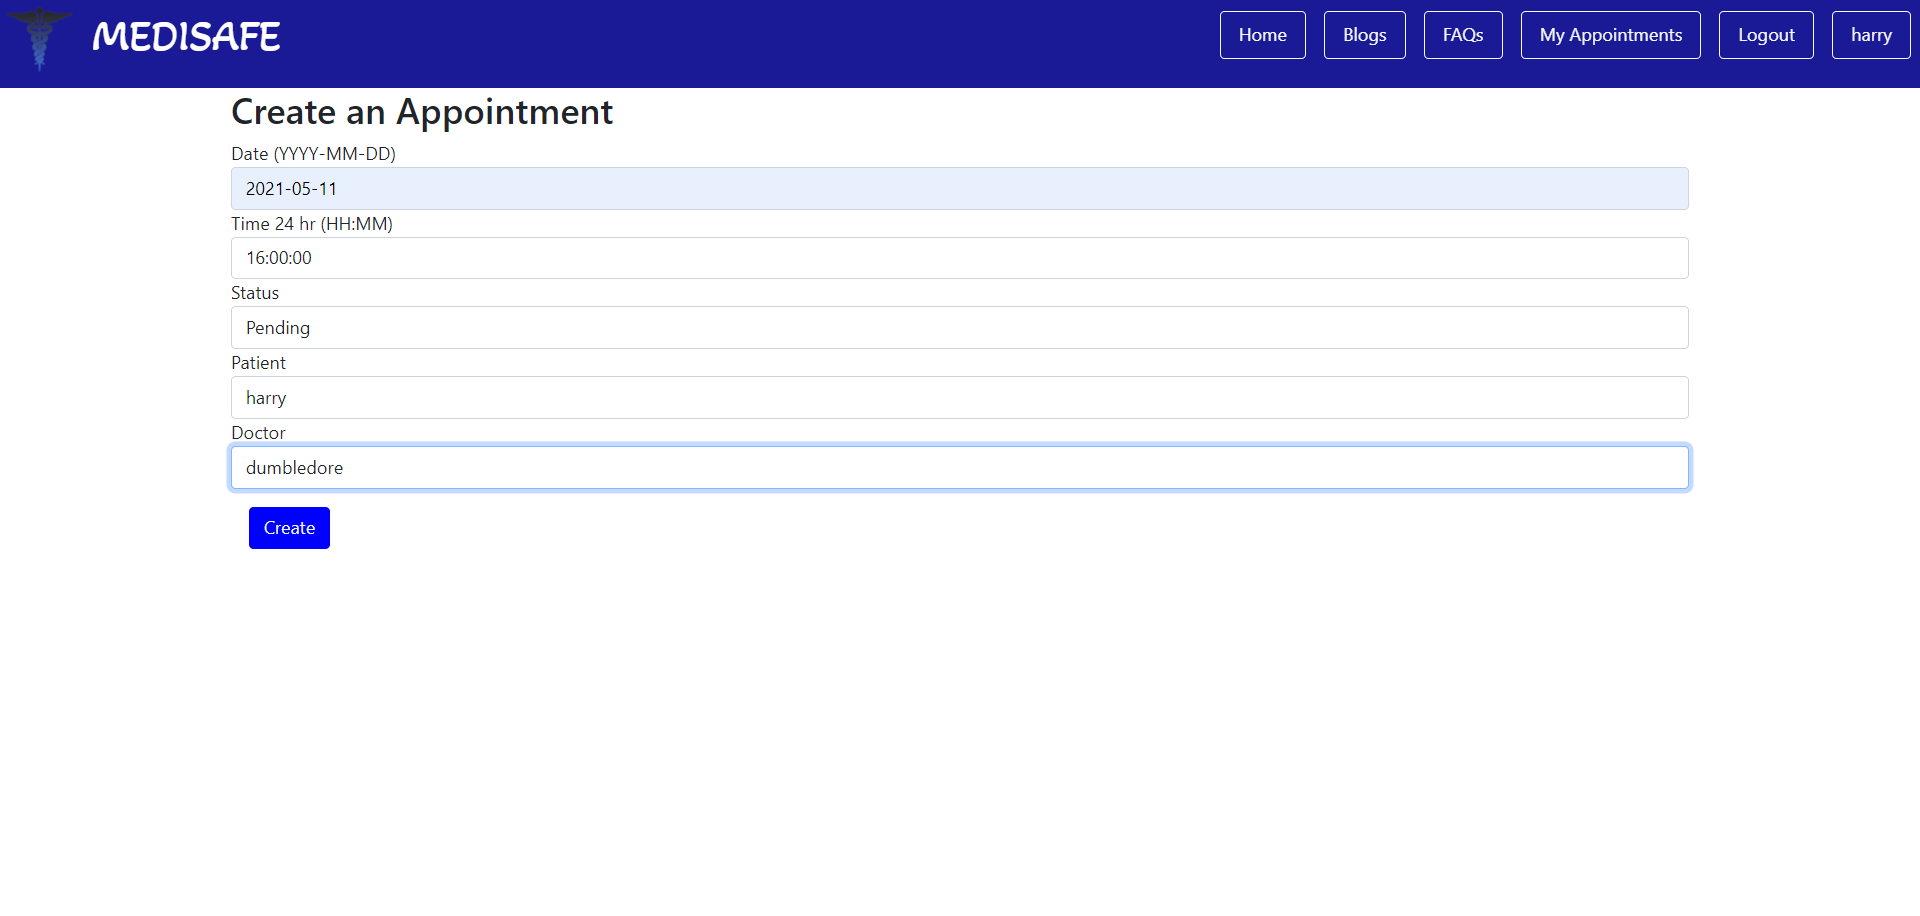 MEDISAFE Home Blogs FAQs My Appointments Logout harry
Create an Appointment
Date (YYYY-MM-DD)
2021-05-11
Time 24 hr (HH:MM)
16:00:00
Status
Pending
Patient
harry
Doctor
dumbledore
Create